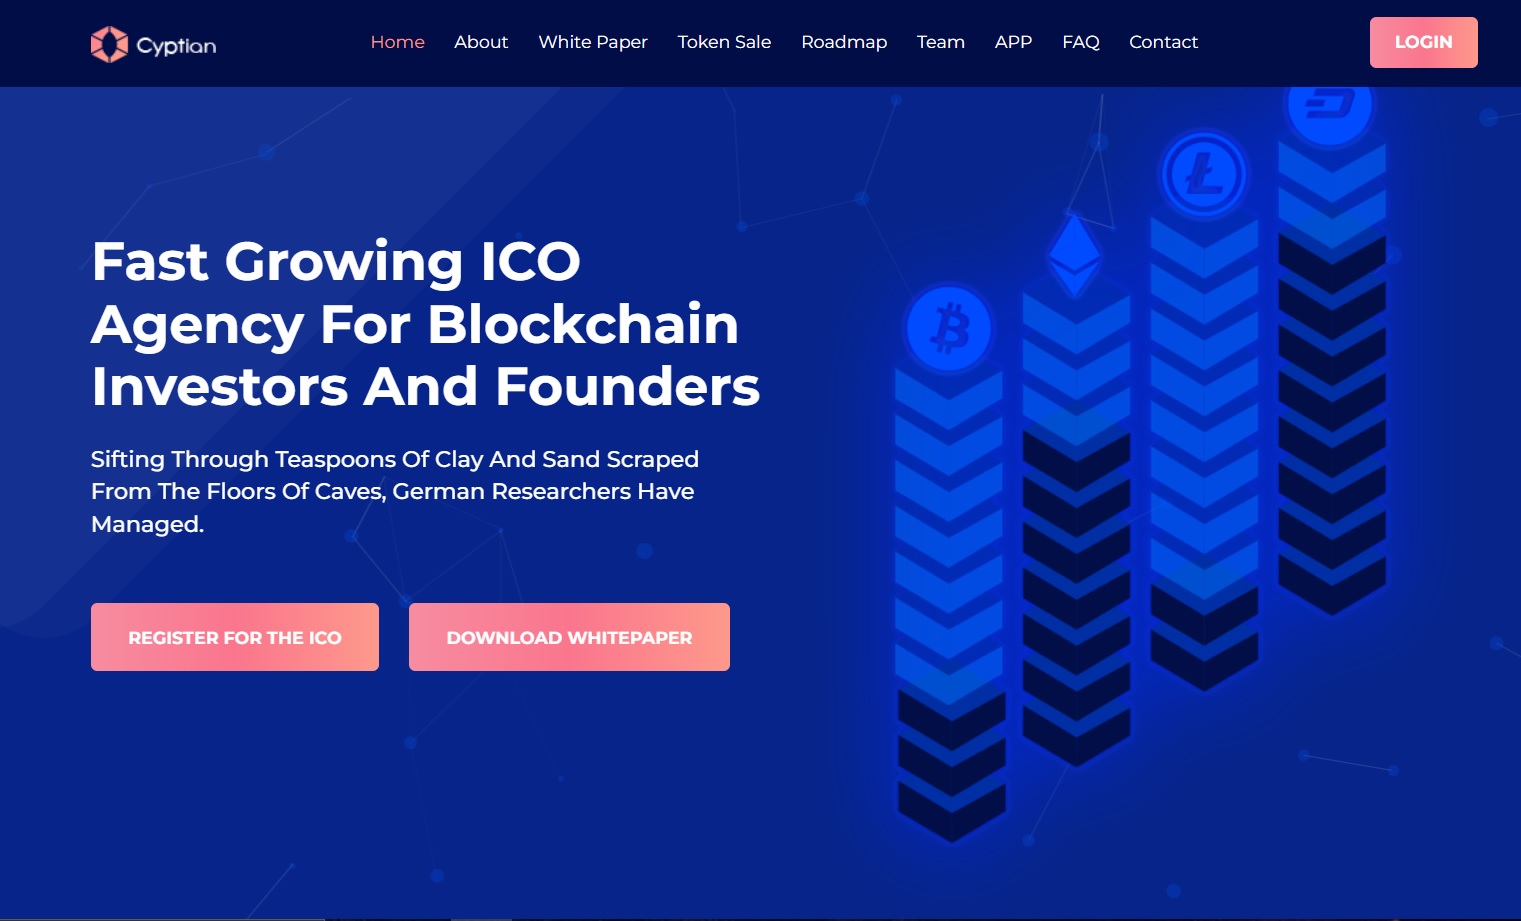 Cyptian
Home About White Paper Token Sale Roadmap Team APP FAQ Contact
LOGIN
Fast Growing ICO
Agency For Blockchain
Investors And Founders
Sifting Through Teaspoons Of Clay And Sand Scraped
From The Floors Of Caves, German Researchers Have
Managed.
REGISTER FOR THE ICO
DOWNLOAD WHITEPAPER